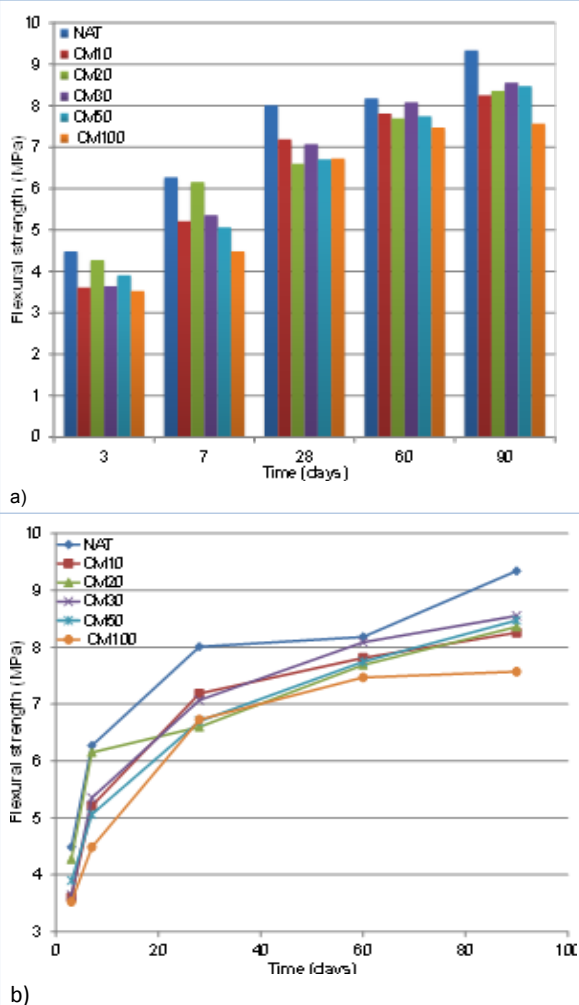 Flexural strength (MPa)
10
9
8
7
6
5
4
3
2
1
0
NAT
CM10
CM20
CM30
CM50
CM100
3 7 28 60 90
Time (days)
a)
Flexural strength (MPa)
10
9
8
7
6
5
4
3
NAT
CM10
CM20
CM30
CM50
CM100
0 20 40 60 80 100
Time (days)
b)